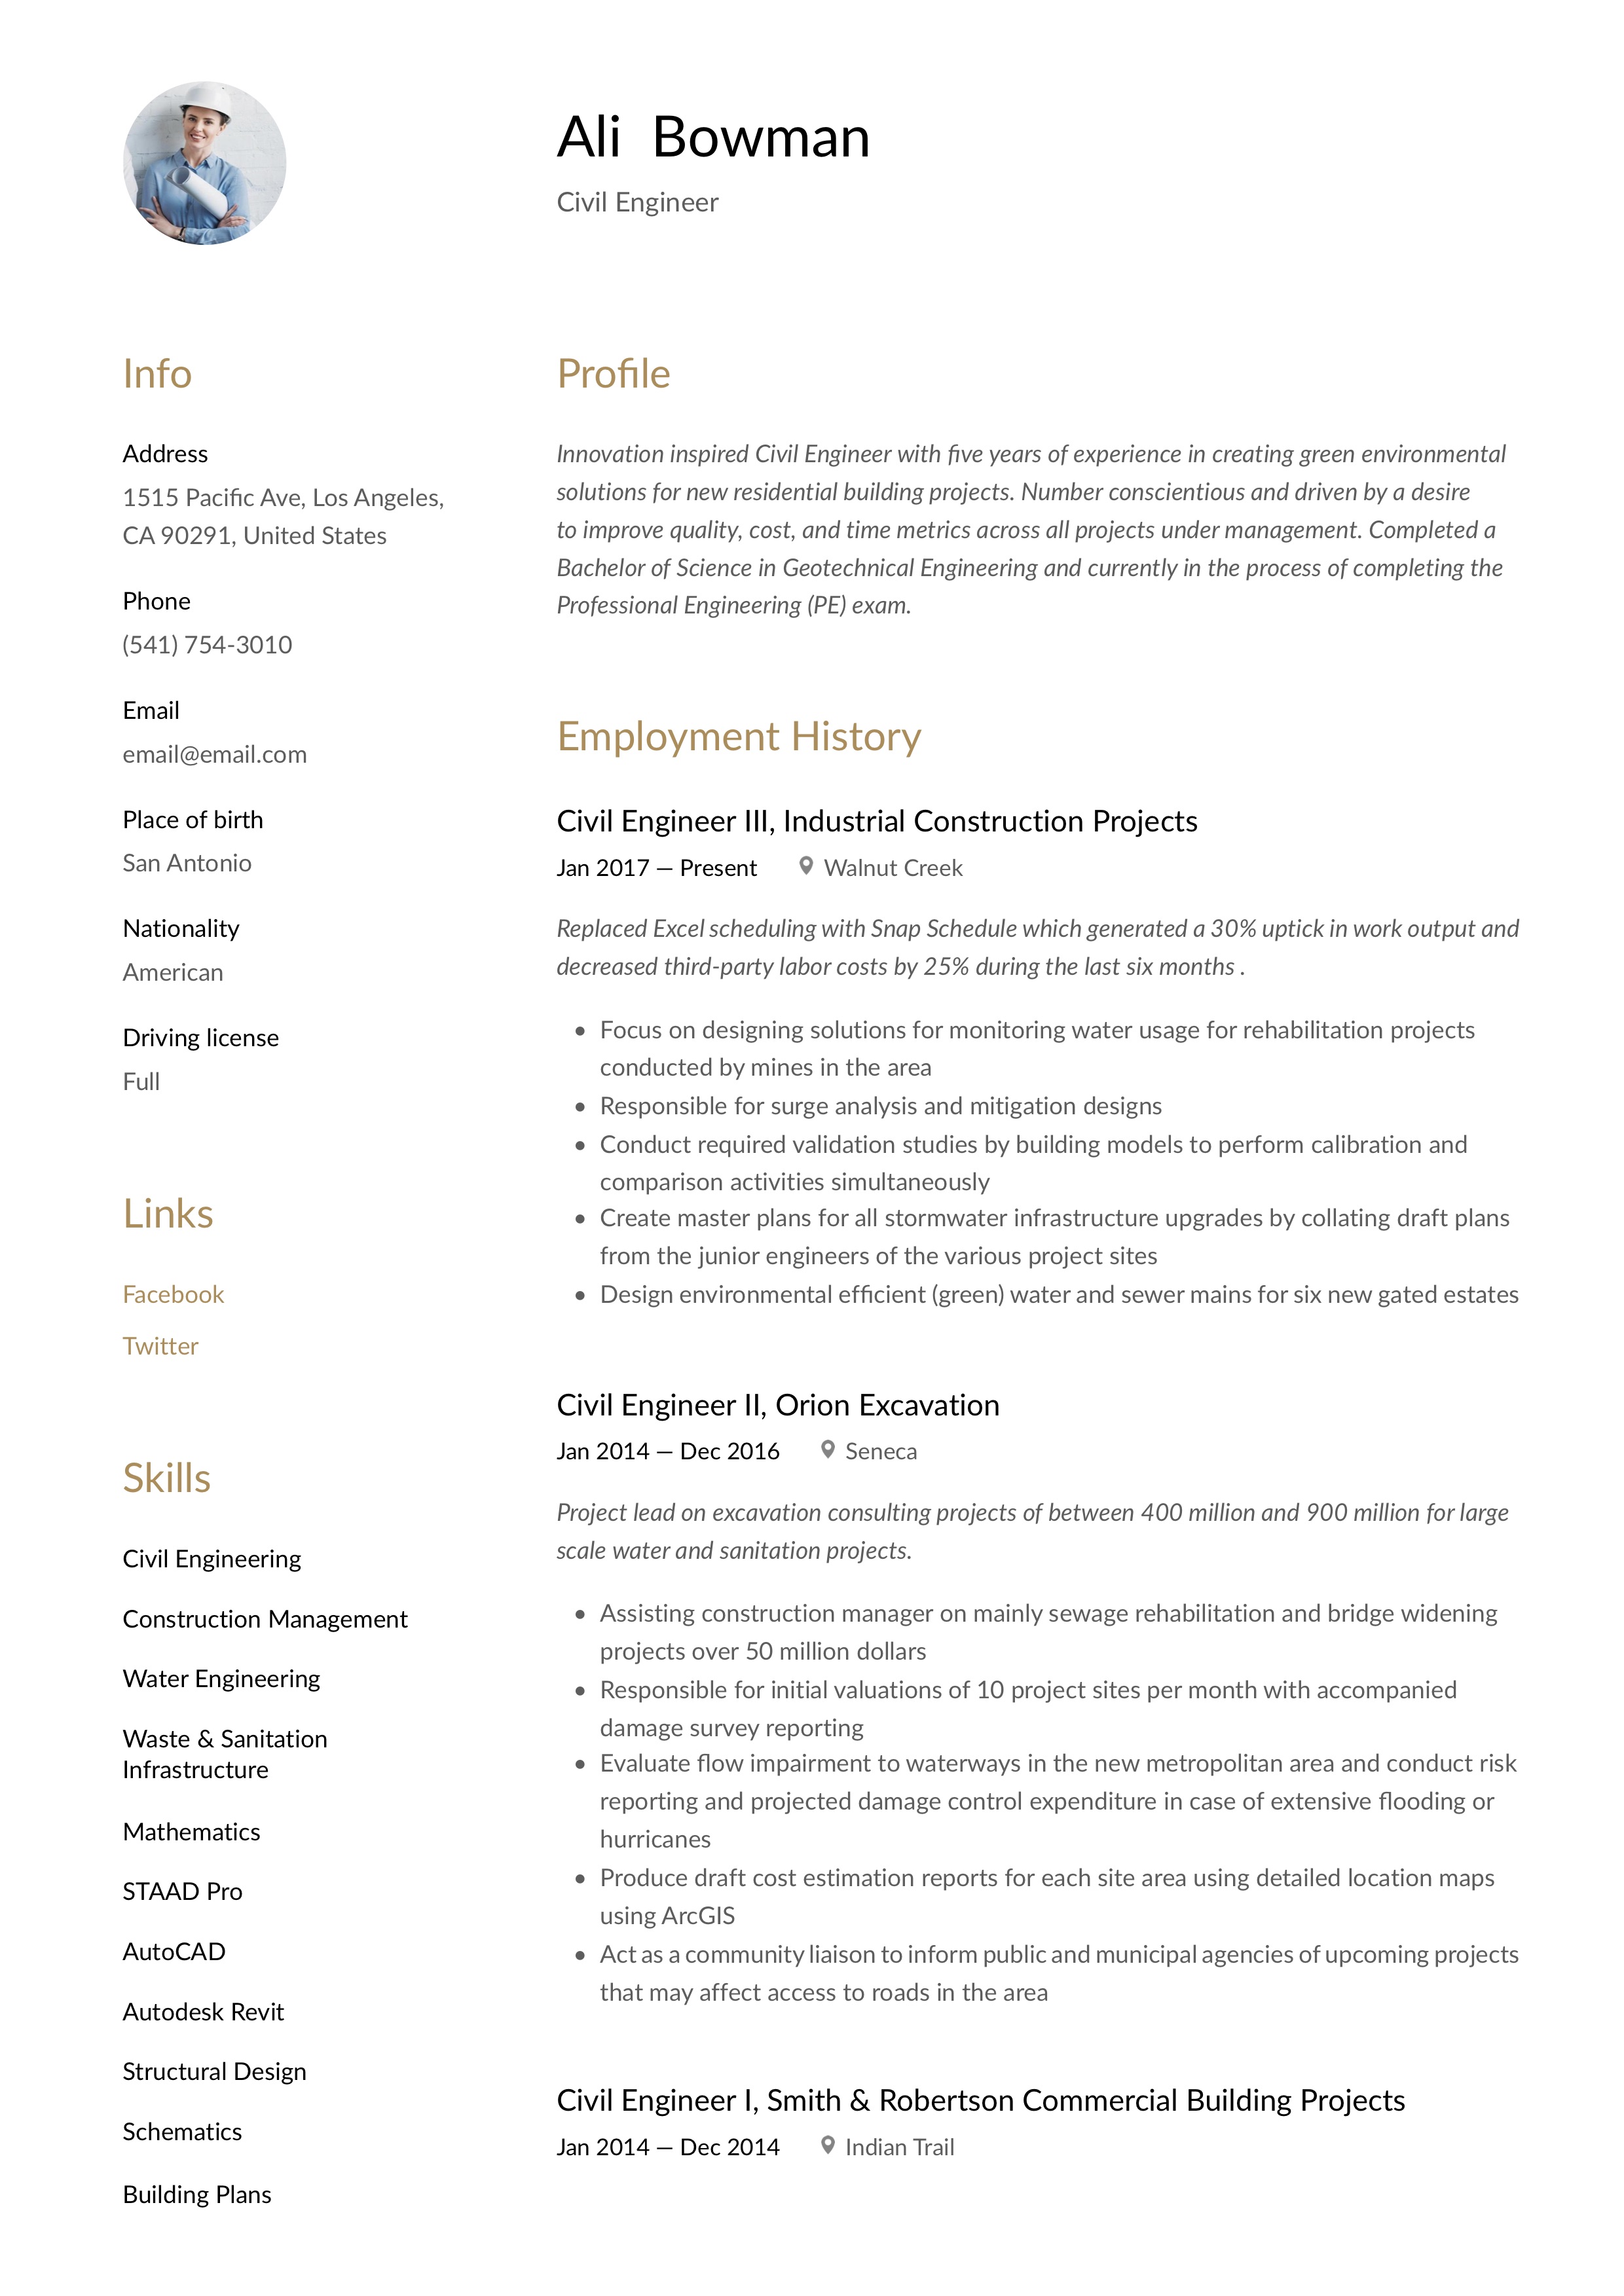 Ali Bowman
Civil Engineer
Info
Address
1515 Pacific Ave, Los Angeles,
CA 90291, United States
Phone
(541) 754-3010
Email
email@email.com
Place of birth
San Antonio
Nationality
American
Driving license
Full
Links
Facebook
Twitter
Skills
Civil Engineering
Construction Management
Water Engineering
Waste & Sanitation
Infrastructure
Mathematics
STAAD Pro
AutoCAD
Autodesk Revit
Structural Design
Schematics
Building Plans
Profile
Innovation inspired Civil Engineer with five years of experience in creating green environmental
solutions for new residential building projects. Number conscientious and driven by a desire
to improve quality, cost, and time metrics across all projects under management. Completed a
Bachelor of Science in Geotechnical Engineering and currently in the process of completing the
Professional Engineering (PE) exam.
Employment History
Civil Engineer III, Industrial Construction Projects
Jan 2017 — Present Walnut Creek
Replaced Excel scheduling with Snap Schedule which generated a 30% uptick in work output and
decreased third-party labor costs by 25% during the last six months .
• Focus on designing solutions for monitoring water usage for rehabilitation projects
conducted by mines in the area
• Responsible for surge analysis and mitigation designs
• Conduct required validation studies by building models to perform calibration and
comparison activities simultaneously
• Create master plans for all stormwater infrastructure upgrades by collating draft plans
from the junior engineers of the various project sites
• Design environmental efficient (green) water and sewer mains for six new gated estates
Civil Engineer II, Orion Excavation
Jan 2014 — Dec 2016 Seneca
Project lead on excavation consulting projects of between 400 million and 900 million for large
scale water and sanitation projects.
• Assisting construction manager on mainly sewage rehabilitation and bridge widening
projects over 50 million dollars
• Responsible for initial valuations of 10 project sites per month with accompanied
damage survey reporting
• Evaluate flow impairment to waterways in the new metropolitan area and conduct risk
reporting and projected damage control expenditure in case of extensive flooding or
hurricanes
• Produce draft cost estimation reports for each site area using detailed location maps
using ArcGIS
• Act as a community liaison to inform public and municipal agencies of upcoming projects
that may affect access to roads in the area
Civil Engineer I, Smith & Robertson Commercial Building Projects
Jan 2014 — Dec 2014 Indian Trail